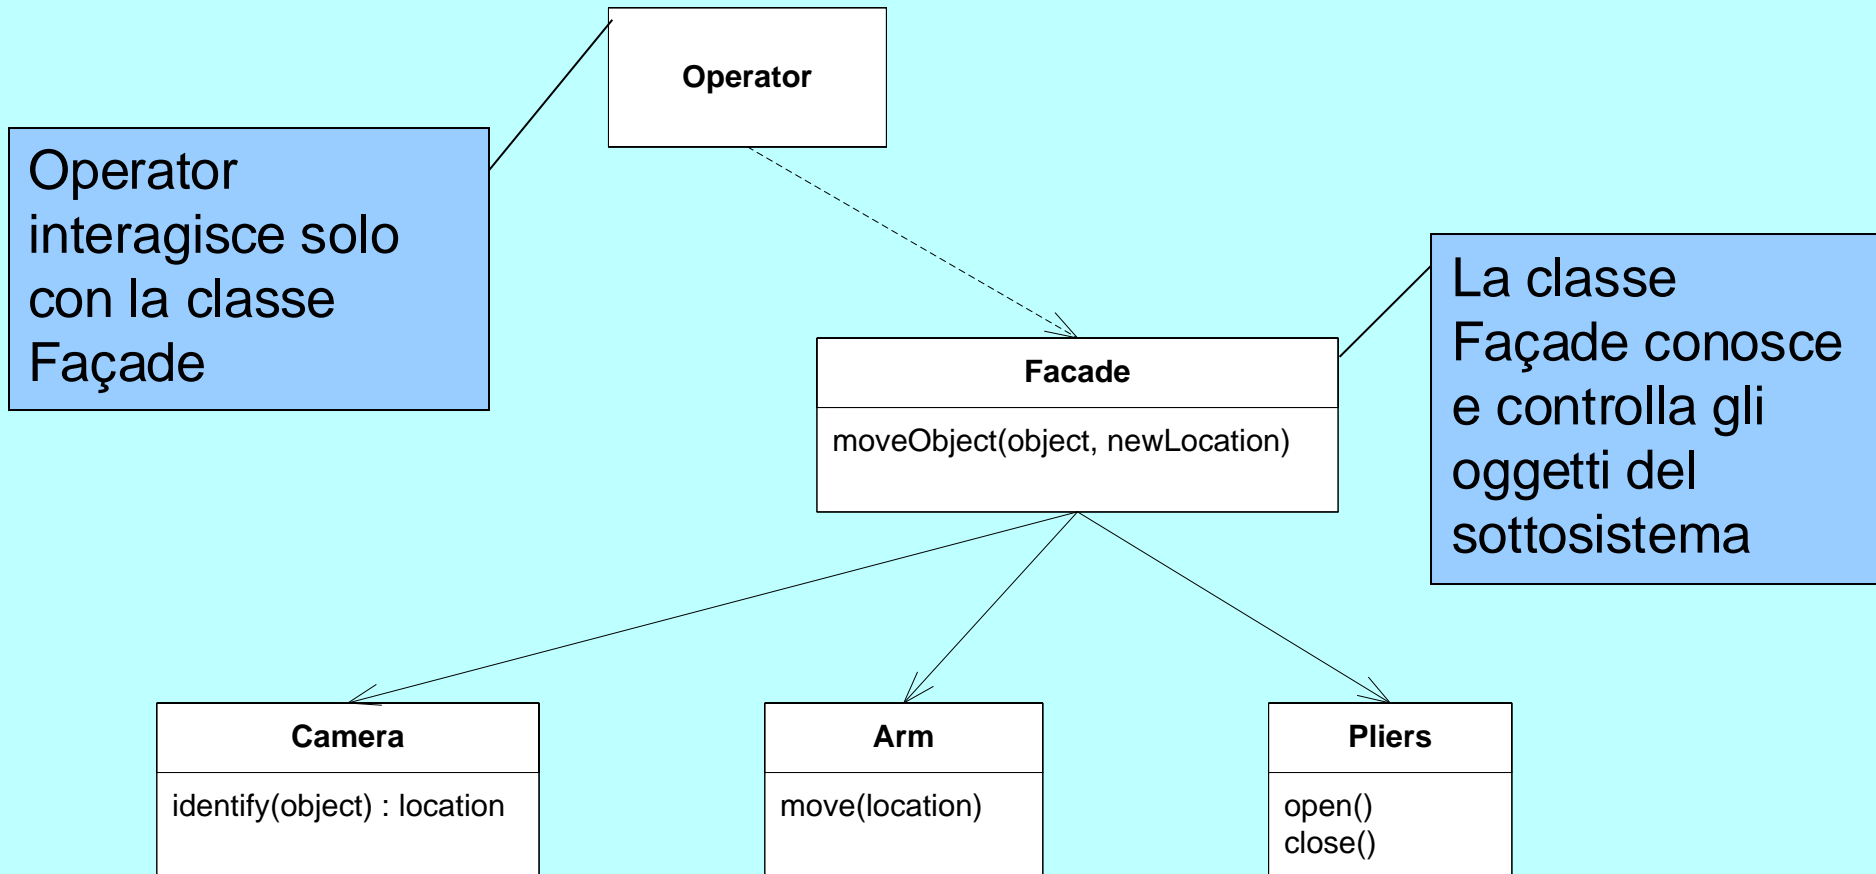 Operator
Operator
interagisce solo
con la classe
Façade
La classe
Façade conosce
e controlla gli
oggetti del
sottosistema
Facade
moveObject(object, newLocation)
Camera
identify(object) : location
Arm
move(location)
Pliers
open()
close()